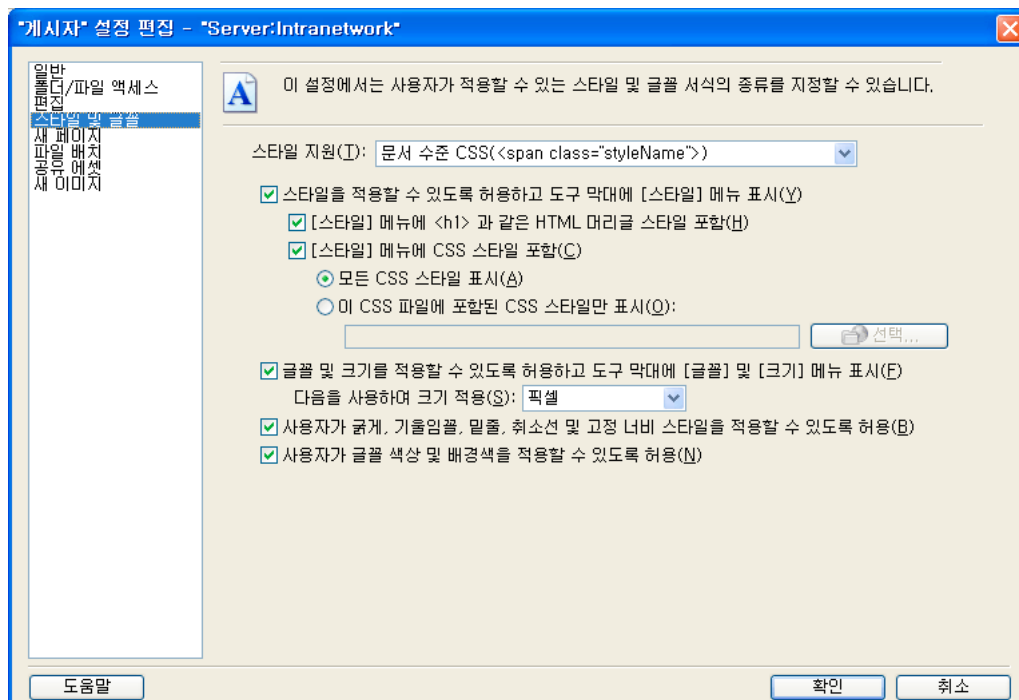 "게시자" 설정 편집 - "Server:Intranetwork"
일반
폴더/파일 액세스
편집
스타일 및 글꼴
새 페이지
파일 배치
공유 에셋
새 이미지
이 설정에서는 사용자가 적용할 수 있는 스타일 및 글꼴 서식의 종류를 지정할 수 있습니다.
스타일 지원(T): 문서 수준 CSS(<span class="styleName">)
스타일을 적용할 수 있도록 허용하고 도구 막대에 [스타일] 메뉴 표시(Y)
[스타일] 메뉴에 <h1> 과 같은 HTML 머리글 스타일 포함(H)
[스타일] 메뉴에 CSS 스타일 포함(C)
모든 CSS 스타일 표시(A)
이 CSS 파일에 포함된 CSS 스타일만 표시(O):
선택...
글꼴 및 크기를 적용할 수 있도록 허용하고 도구 막대에 [글꼴] 및 [크기] 메뉴 표시(F)
다음을 사용하여 크기 적용(S): 픽셀
사용자가 굵게, 기울임꼴, 밑줄, 취소선 및 고정 너비 스타일을 적용할 수 있도록 허용(B)
사용자가 글꼴 색상 및 배경색을 적용할 수 있도록 허용(N)
도움말
확인
취소